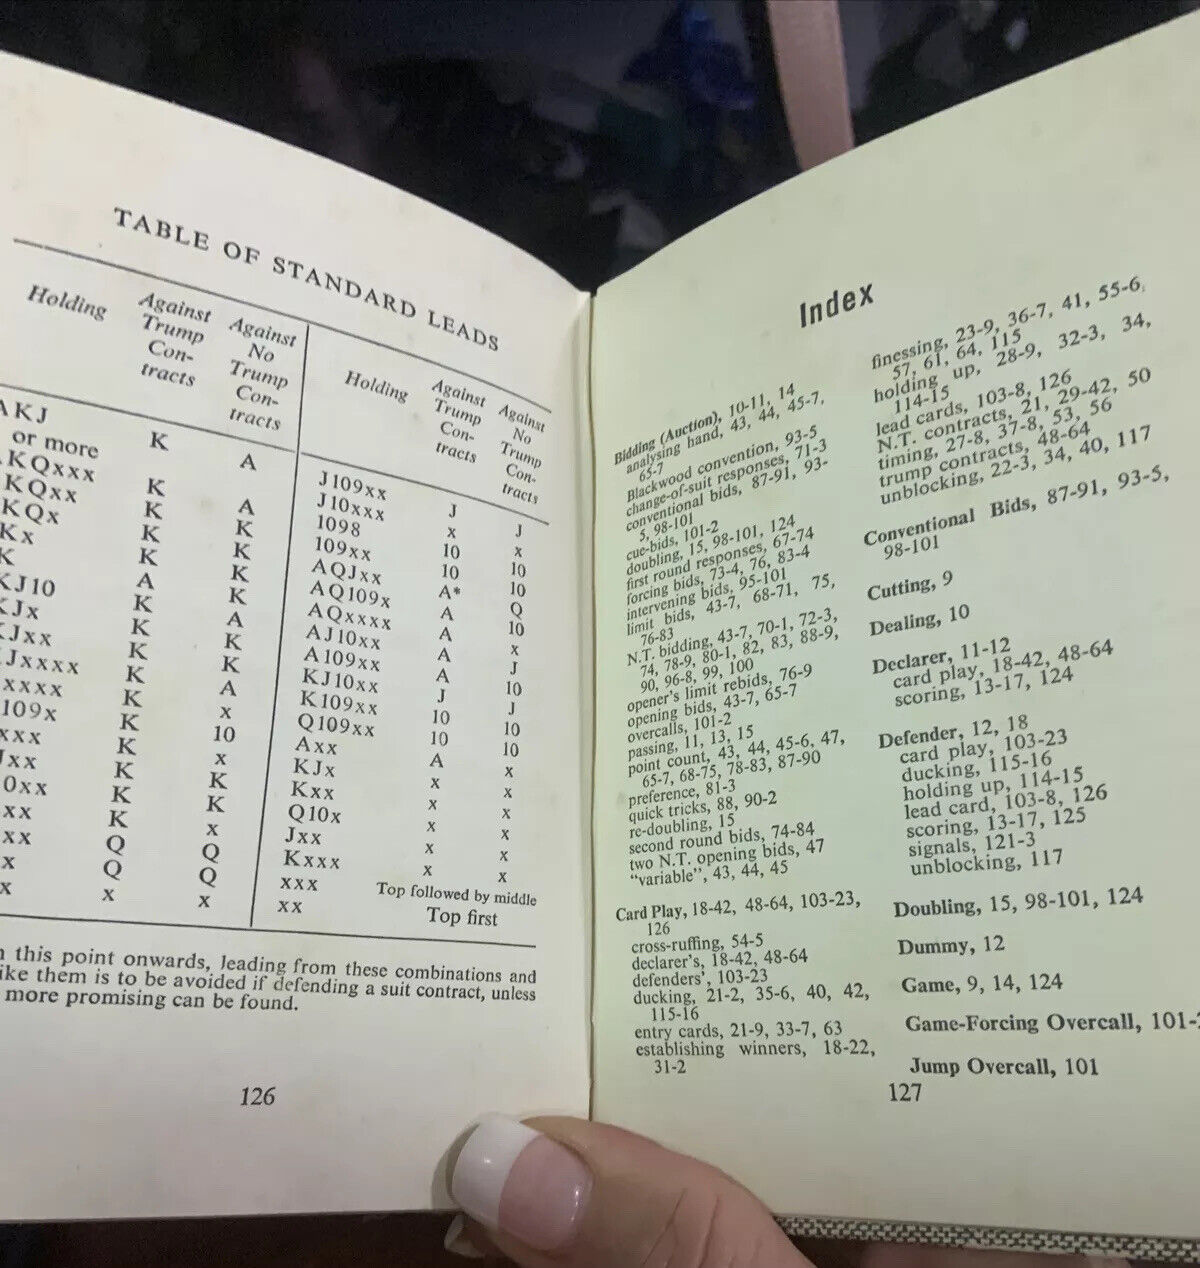 TABLE OF STANDARD LEADS
Holding Against Trump Con-tracts Against No Trump Con-tracts
AKJ
or more K A
KQxxx K A
KQxx K K
KQx K K
Kx K K
K A K
KJ10 K A
KJx K K
Jxx K K
Jxxxx K A
xxxx K x
109x K 10
xxx K x
Jxx K K
0xx K K
xx K x
xx Q Q
x Q Q
x x x
Holding Against Trump Con-tracts Against No Trump Con-tracts
J109xx J J
J10xxx x x
1098 10 10
109xx 10 10
AQJxx A* Q
AQ109x A 10
AQxxxx A x
AJ10xx A J
A109xx A 10
KJ10xx J J
K109xx 10 10
Q109xx 10 10
Axx A x
KJx x x
Kxx x x
Q10x x x
Jxx x x
Kxxx x x
xxx Top followed by middle
xx Top first
this point onwards, leading from these combinations and
them is to be avoided if defending a suit contract, unless
more promising can be found.
126
Index
Bidding (Auction), 10-11, 14
analysing hand, 43, 44, 45-7,
65-7
Blackwood convention, 93-5
change-of-suit responses, 71-3
conventional bids, 87-91, 93-
5, 98-101
cue-bids, 101-2
doubling, 15, 98-101, 124
first round responses, 67-74
forcing bids, 73-4, 76, 83-4
intervening bids, 95-101
limit bids, 43-7, 68-71, 75,
76-83
N.T. bidding, 43-7, 70-1, 72-3,
74, 78-9, 80-1, 82, 83, 88-9,
90, 96-8, 99, 100
opener's limit rebids, 76-9
opening bids, 43-7, 65-7
overcalls, 101-2
passing, 11, 13, 15
point count, 43, 44, 45-6, 47,
65-7, 68-75, 78-83, 87-90
preference, 81-3
quick tricks, 88, 90-2
re-doubling, 15
second round bids, 74-84
two N.T. opening bids, 47
"variable", 43, 44, 45
Card Play, 18-42, 48-64, 103-23,
126
cross-ruffing, 54-5
declarer's, 18-42, 48-64
defenders', 103-23
ducking, 21-2, 35-6, 40, 42,
115-16
entry cards, 21-9, 33-7, 63
establishing winners, 18-22,
31-2
finessing, 23-9, 36-7, 41, 55-6,
57, 61, 64, 115
holding up, 28-9, 32-3, 34,
114-15
lead cards, 103-8, 126
N.T. contracts, 21, 29-42, 50
timing, 27-8, 37-8, 53, 56
trump contracts, 48-64
unblocking, 22-3, 34, 40, 117
Conventional Bids, 87-91, 93-5,
98-101
Cutting, 9
Dealing, 10
Declarer, 11-12
card play, 18-42, 48-64
scoring, 13-17, 124
Defender, 12, 18
card play, 103-23
ducking, 115-16
holding up, 114-15
lead card, 103-8, 126
scoring, 13-17, 125
signals, 121-3
unblocking, 117
Doubling, 15, 98-101, 124
Dummy, 12
Game, 9, 14, 124
Game-Forcing Overcall, 101-2
Jump Overcall, 101
127